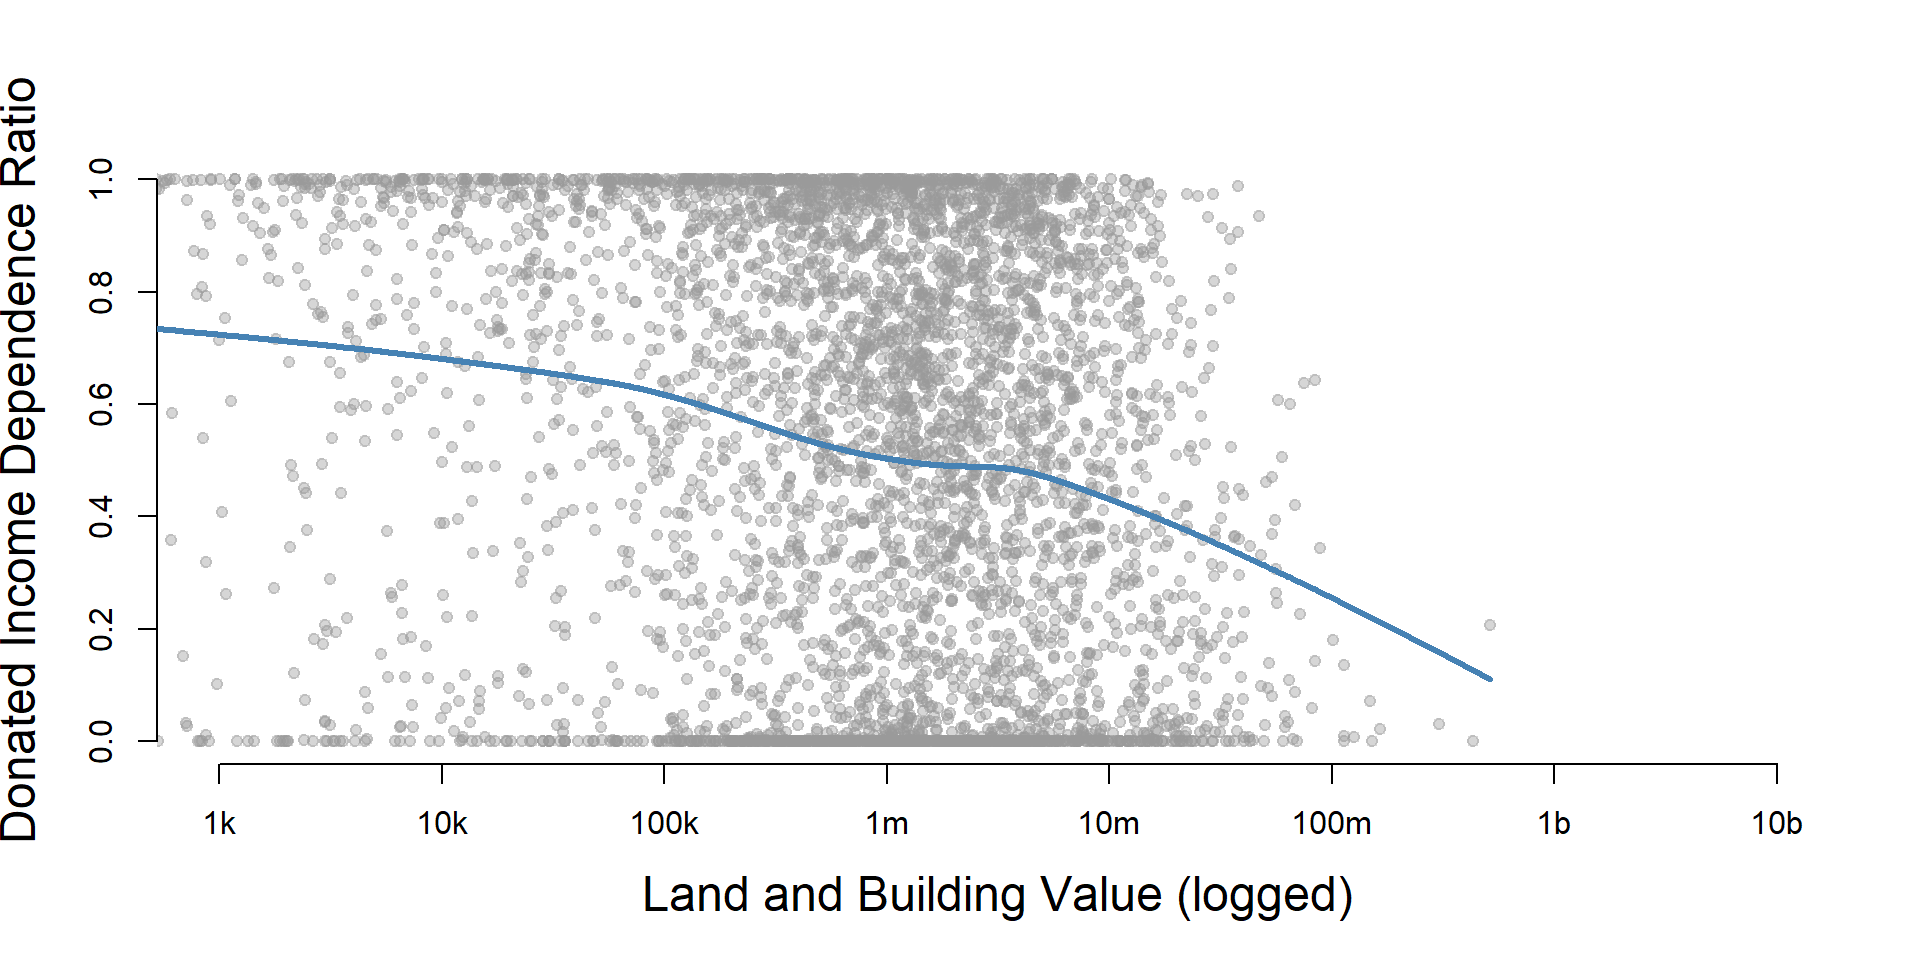 Donated Income Dependence Ratio
1.0
0.8
0.6
0.4
0.2
0.0
1k 10k 100k 1m 10m 100m 1b 10b
Land and Building Value (logged)